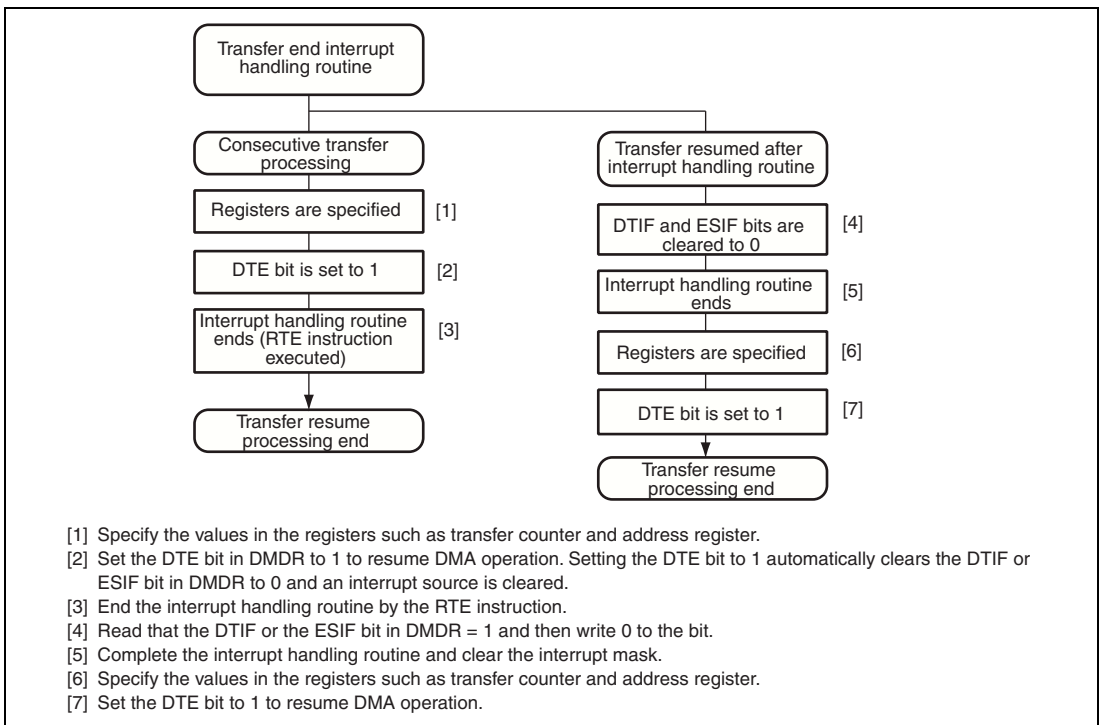 Transfer end interrupt
handling routine
Consecutive transfer
processing
Registers are specified
[1]
DTE bit is set to 1
[2]
Interrupt handling routine
ends (RTE instruction
executed)
[3]
Transfer resume
processing end
Transfer resumed after
interrupt handling routine
DTIF and ESIF bits are
cleared to 0
[4]
Interrupt handling routine
ends
[5]
Registers are specified
[6]
DTE bit is set to 1
[7]
Transfer resume
processing end
[1] Specify the values in the registers such as transfer counter and address register.
[2] Set the DTE bit in DMDR to 1 to resume DMA operation. Setting the DTE bit to 1 automatically clears the DTIF or
ESIF bit in DMDR to 0 and an interrupt source is cleared.
[3] End the interrupt handling routine by the RTE instruction.
[4] Read that the DTIF or the ESIF bit in DMDR = 1 and then write 0 to the bit.
[5] Complete the interrupt handling routine and clear the interrupt mask.
[6] Specify the values in the registers such as transfer counter and address register.
[7] Set the DTE bit to 1 to resume DMA operation.